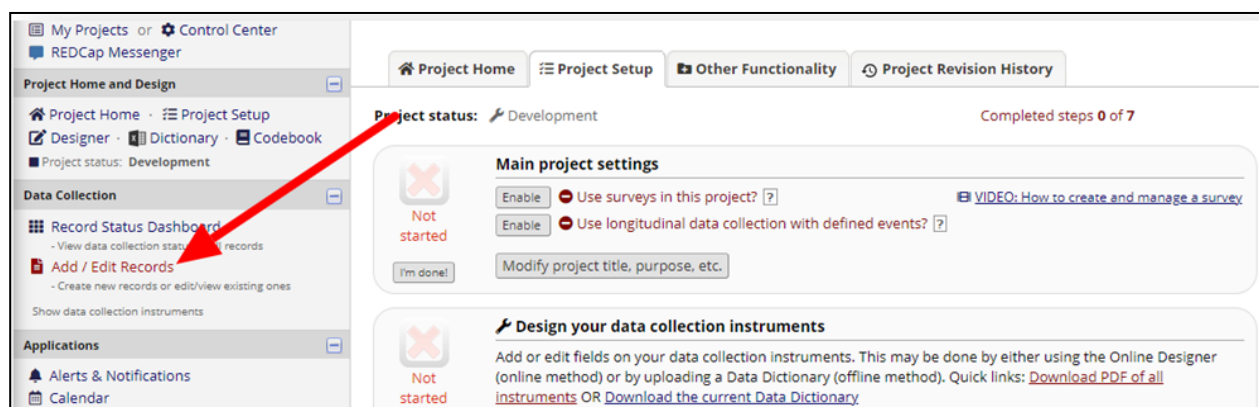 My Projects or Control Center
REDCap Messenger
Project Home and Design
Project Home · Project Setup
Designer · Dictionary · Codebook
Project status: Development
Data Collection
Record Status Dashboard
- View data collection status records
Add / Edit Records
- Create new records or edit/view existing ones
Show data collection instruments
Applications
Alerts & Notifications
Calendar
Project Home Project Setup Other Functionality Project Revision History
Project status: Development Completed steps 0 of 7
Main project settings
Not started
I'm done!
Enable Use surveys in this project? ? VIDEO: How to create and manage a survey
Enable Use longitudinal data collection with defined events? ?
Modify project title, purpose, etc.
Not started
Design your data collection instruments
Add or edit fields on your data collection instruments. This may be done by either using the Online Designer
(online method) or by uploading a Data Dictionary (offline method). Quick links: Download PDF of all
instruments OR Download the current Data Dictionary